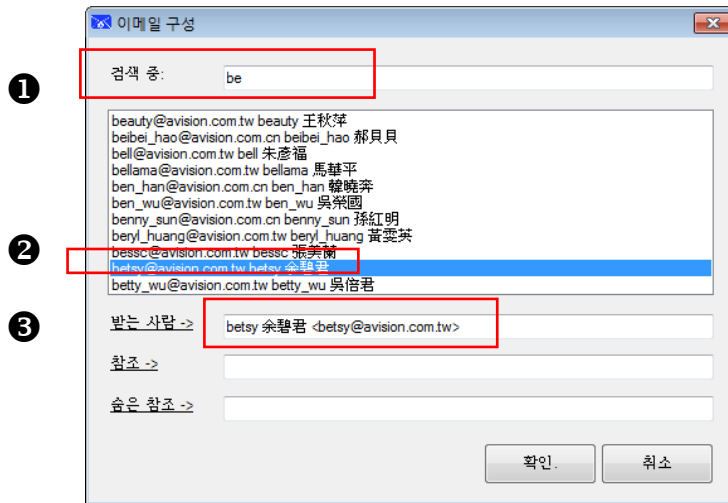 이메일 구성
❶
검색 중: be
beauty@avision.com.tw beauty 王秋萍
beibei_hao@avision.com.cn beibei_hao 郝貝貝
bell@avision.com.tw bell 朱彥福
bellama@avision.com.tw bellama 馬華平
ben_han@avision.com.cn ben_han 韓曉奔
ben_wu@avision.com.tw ben_wu 吳榮國
benny_sun@avision.com.cn benny_sun 孫紅明
beryl_huang@avision.com.tw beryl_huang 黃雯英
bessc@avision.com.tw bessc 張美蘭
❷
betsy@avision.com.tw betsy 余碧君
betty_wu@avision.com.tw betty_wu 吳倍君
❸
받는 사람 -> betsy 余碧君 <betsy@avision.com.tw>
참조 ->
숨은 참조 ->
확인. 취소